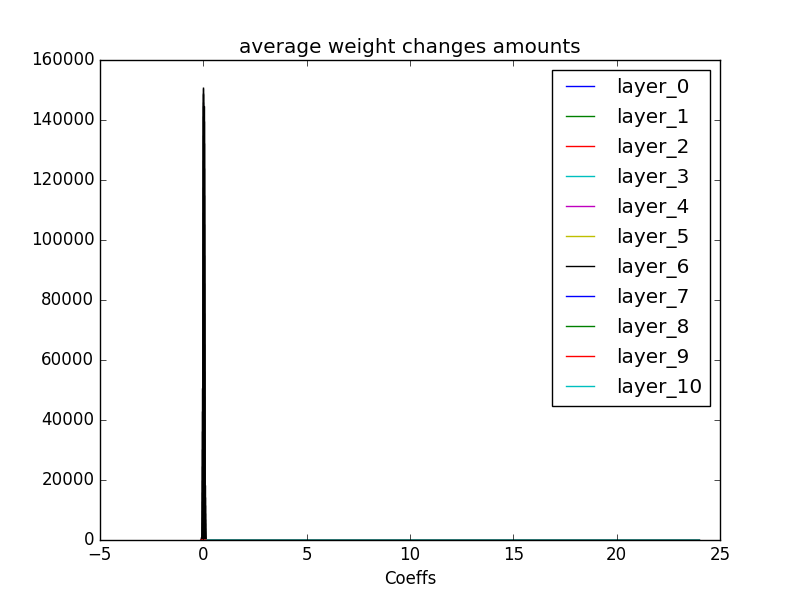 average weight changes amounts
160000
140000
120000
100000
80000
60000
40000
20000
0
layer_0
layer_1
layer_2
layer_3
layer_4
layer_5
layer_6
layer_7
layer_8
layer_9
layer_10
−5 0 5 10 15 20 25
Coeffs